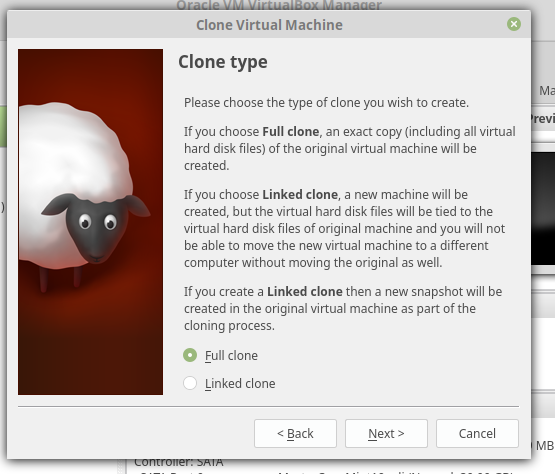 Oracle VM VirtualBox Manager
Clone Virtual Machine
Clone type
Please choose the type of clone you wish to create.
If you choose Full clone, an exact copy (including all virtual
hard disk files) of the original virtual machine will be
created.
If you choose Linked clone, a new machine will be
created, but the virtual hard disk files will be tied to the
virtual hard disk files of original machine and you will not
be able to move the new virtual machine to a different
computer without moving the original as well.
If you create a Linked clone then a new snapshot will be
created in the original virtual machine as part of the
cloning process.
Full clone
Linked clone
< Back
Next >
Cancel
Ma
Previ
)
MB
Controller: SATA